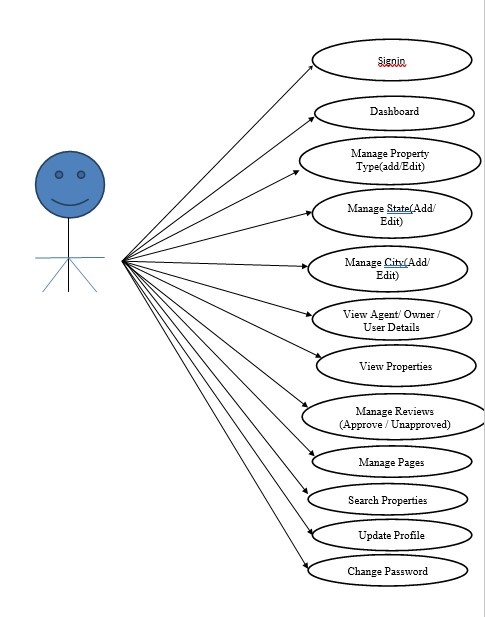 Signin
Dashboard
Manage Property
Type(add/Edit)
Manage State(Add/
Edit)
Manage City(Add/
Edit)
View Agent/ Owner /
User Details
View Properties
Manage Reviews
(Approve / Unapproved)
Manage Pages
Search Properties
Update Profile
Change Password